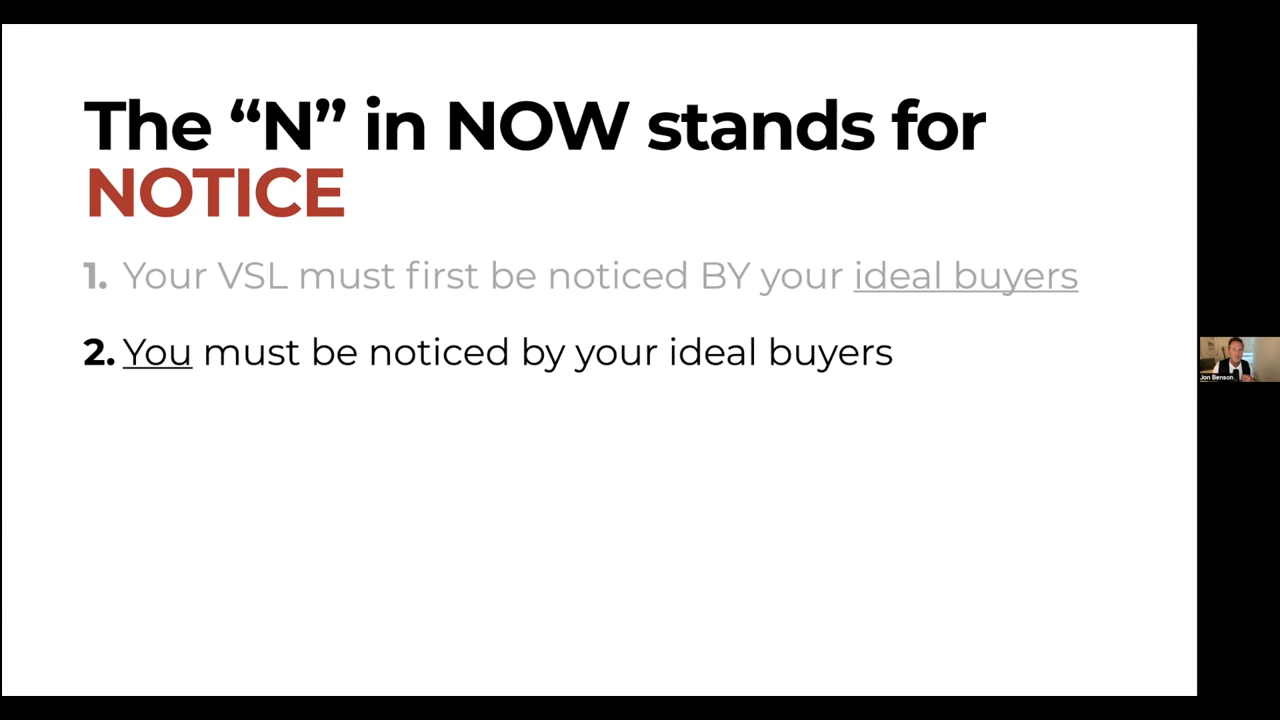 The “N” in NOW stands for
NOTICE
1. Your VSL must first be noticed BY your ideal buyers
2. You must be noticed by your ideal buyers
Jon Benson